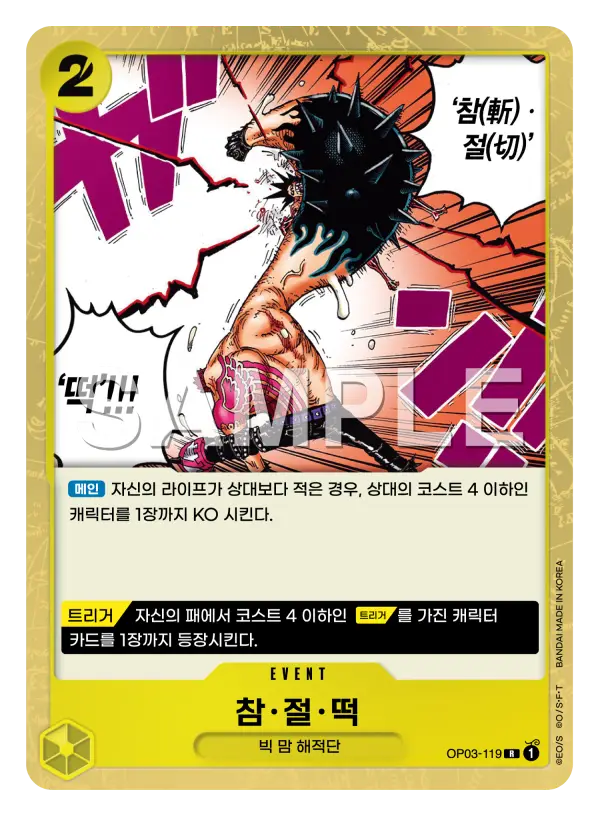 2
'참(斬)·
절(切)'
'떡'!!!
SAMPLE
메인 자신의 라이프가 상대보다 적은 경우, 상대의 코스트 4 이하인
캐릭터를 1장까지 KO 시킨다.
트리거 자신의 패에서 코스트 4 이하인 트리거 를 가진 캐릭터
카드를 1장까지 등장시킨다.
EVENT
참·절·떡
빅 맘 해적단
OP03-119 R 1
©EO/S ©O/S·F·T BANDAI MADE IN KOREA